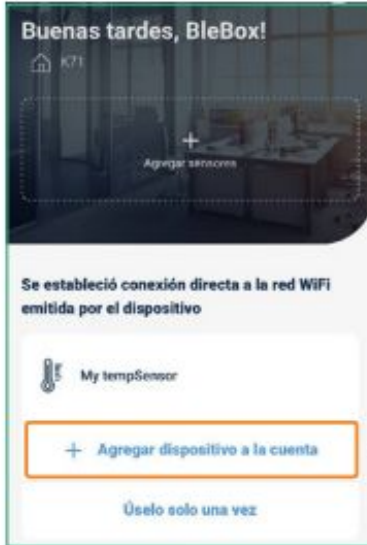 Buenas tardes, BleBox!
K71
+
Agregar sensores
Se estableció conexión directa a la red WiFi
emitida por el dispositivo
My tempSensor
+ Agregar dispositivo a la cuenta
Úselo solo una vez